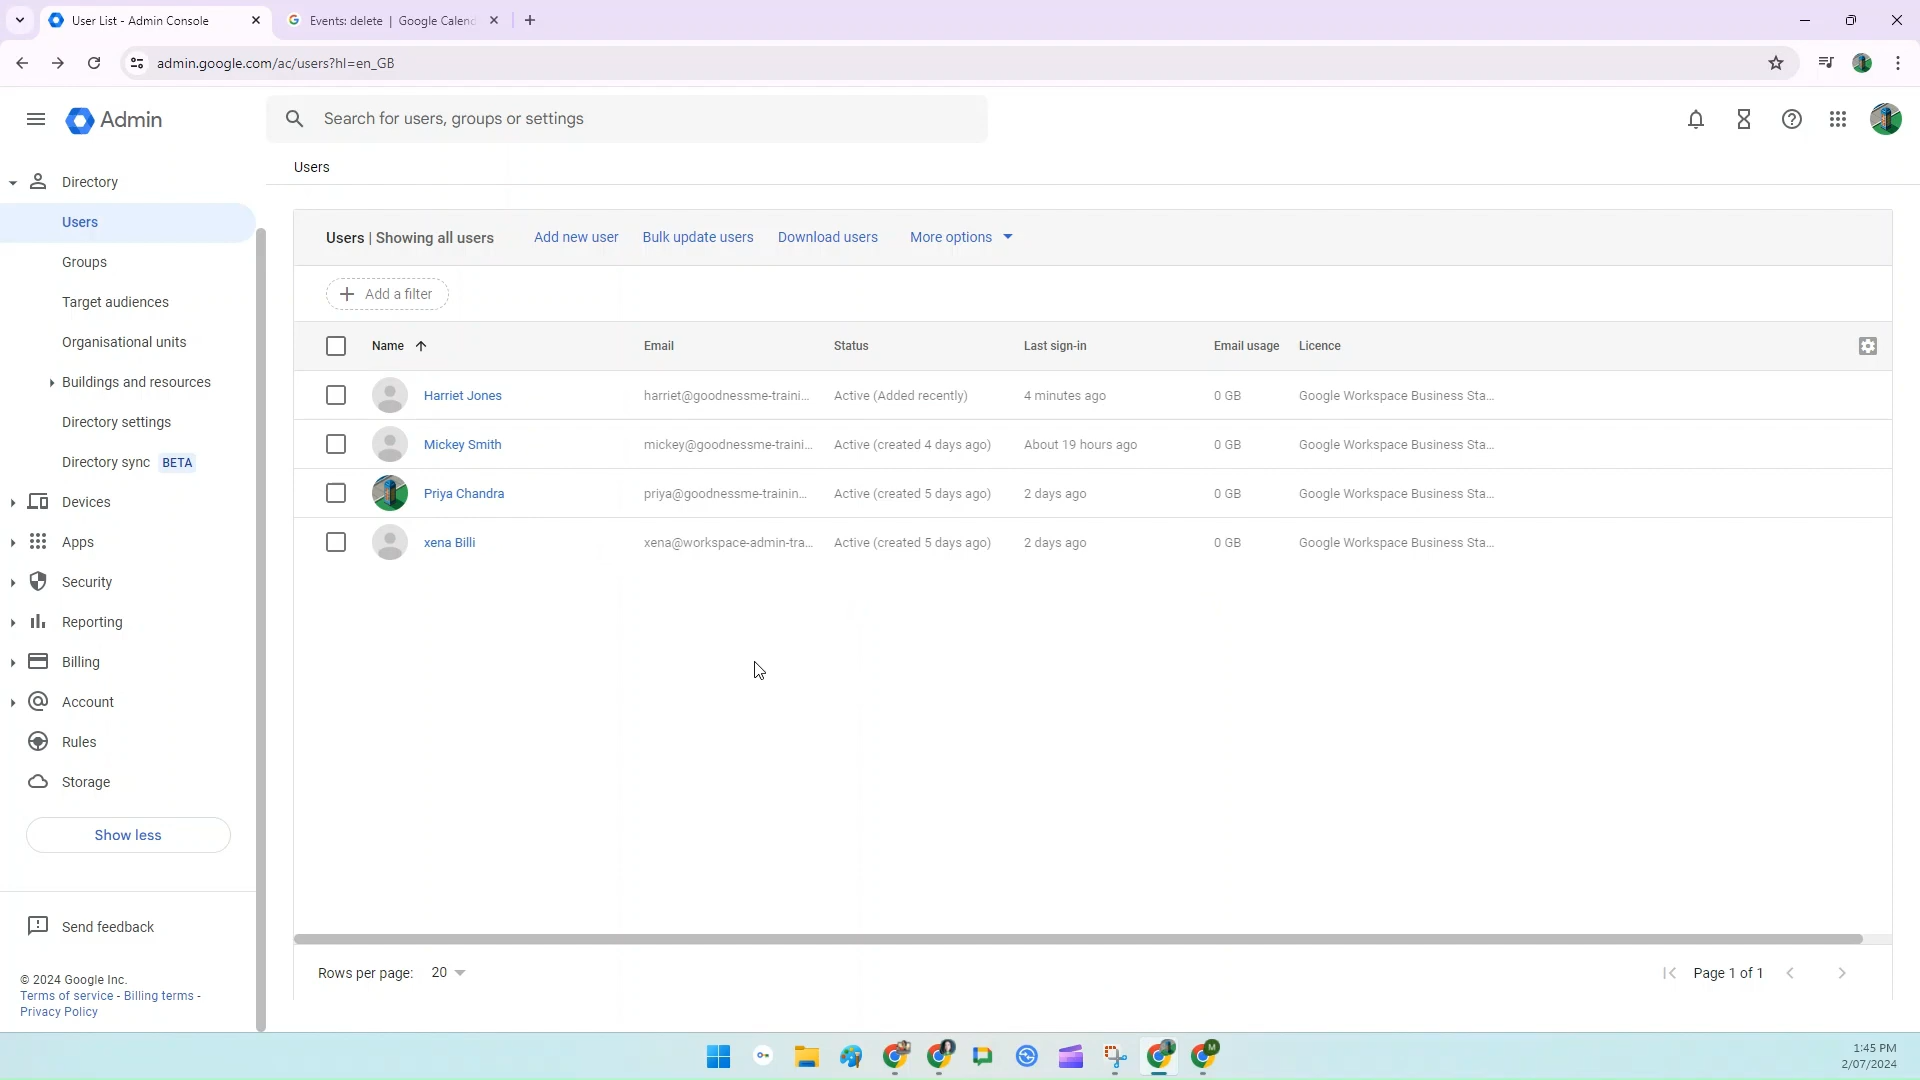 User List - Admin Console
Events: delete | Google Calend
admin.google.com/ac/users?hl=en_GB
Admin
Search for users, groups or settings
Users
Directory
Users
Groups
Target audiences
Organisational units
Buildings and resources
Directory settings
Directory sync BETA
Devices
Apps
Security
Reporting
Billing
Account
Rules
Storage
Show less
Send feedback
© 2024 Google Inc.
Terms of service - Billing terms -
Privacy Policy
Users | Showing all users Add new user Bulk update users Download users More options
Add a filter
Name Email Status Last sign-in Email usage Licence
Harriet Jones harriet@goodnessme-traini... Active (Added recently) 4 minutes ago 0 GB Google Workspace Business Sta...
Mickey Smith mickey@goodnessme-traini... Active (created 4 days ago) About 19 hours ago 0 GB Google Workspace Business Sta...
Priya Chandra priya@goodnessme-trainin... Active (created 5 days ago) 2 days ago 0 GB Google Workspace Business Sta...
xena Billi xena@workspace-admin-tra... Active (created 5 days ago) 2 days ago 0 GB Google Workspace Business Sta...
Rows per page: 20 Page 1 of 1
M
1:45 PM
2/07/2024